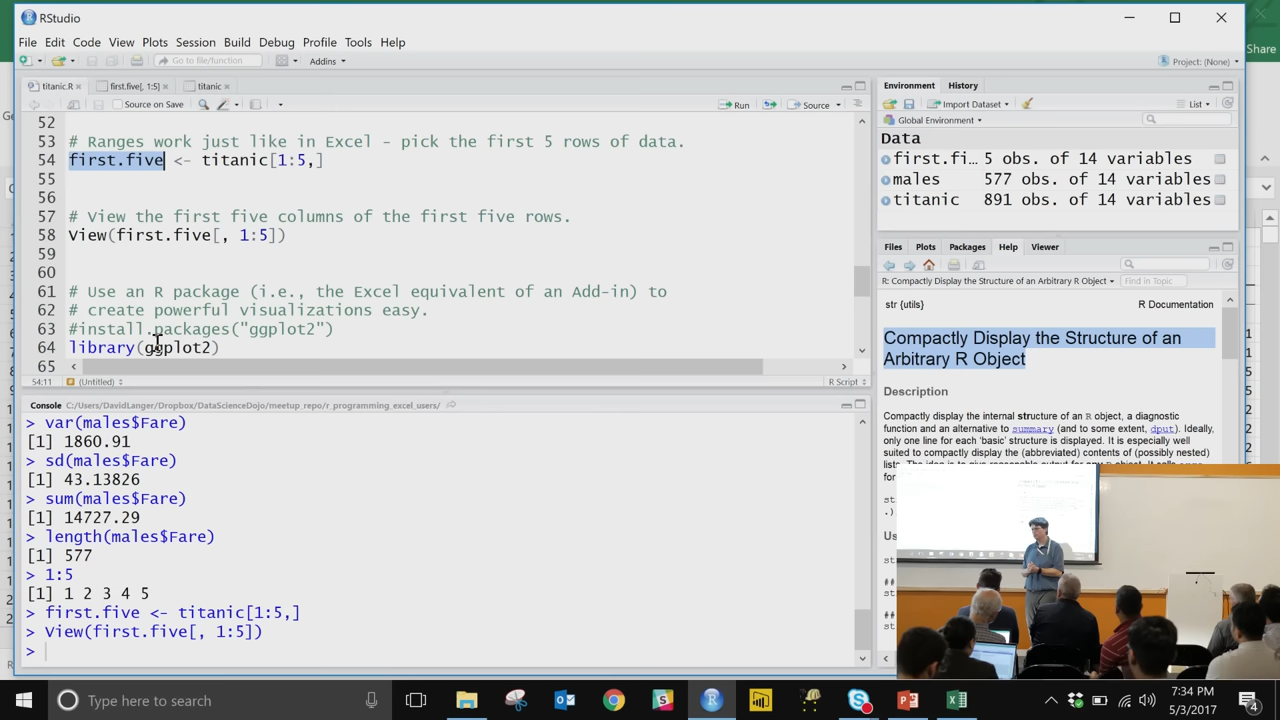 RStudio
File Edit Code View Plots Session Build Debug Profile Tools Help
Go to file/function Addins Project: (None)
titanic.R first.five[, 1:5] titanic
Source on Save Run Source
52
53 # Ranges work just like in Excel - pick the first 5 rows of data.
54 first.five <- titanic[1:5,]
55
56
57 # View the first five columns of the first five rows.
58 View(first.five[, 1:5])
59
60
61 # Use an R package (i.e., the Excel equivalent of an Add-in) to
62 # create powerful visualizations easy.
63 #install.packages("ggplot2")
64 library(ggplot2)
65
54:11 (Untitled) R Script
Console C:/Users/DavidLanger/Dropbox/DataScienceDojo/meetup_repo/r_programming_excel_users/
> var(males$Fare)
[1] 1860.91
> sd(males$Fare)
[1] 43.13826
> sum(males$Fare)
[1] 14727.29
> length(males$Fare)
[1] 577
> 1:5
[1] 1 2 3 4 5
> first.five <- titanic[1:5,]
> View(first.five[, 1:5])
>
Environment History
Import Dataset List
Global Environment
Data
first.fi... 5 obs. of 14 variables
males 577 obs. of 14 variables
titanic 891 obs. of 14 variables
Files Plots Packages Help Viewer
R: Compactly Display the Structure of an Arbitrary R Object Find in Topic
str {utils} R Documentation
Compactly Display the Structure of an
Arbitrary R Object
Description
Compactly display the internal structure of an R object, a diagnostic
function and an alternative to summary (and to some extent, dput). Ideally,
only one line for each 'basic' structure is displayed. It is especially well
suited to compactly display the (abbreviated) contents of (possibly nested)
Share
Type here to search
7:34 PM
5/3/2017
4